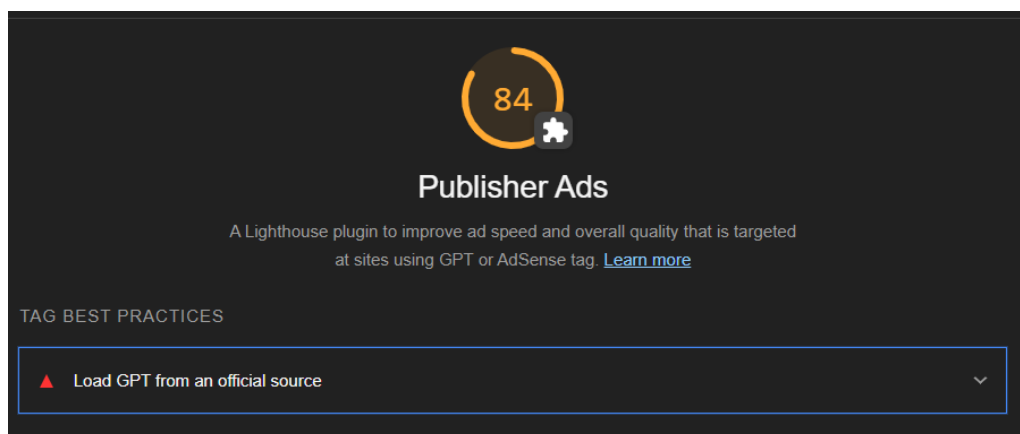 84
Publisher Ads
A Lighthouse plugin to improve ad speed and overall quality that is targeted
at sites using GPT or AdSense tag. Learn more
TAG BEST PRACTICES
Load GPT from an official source